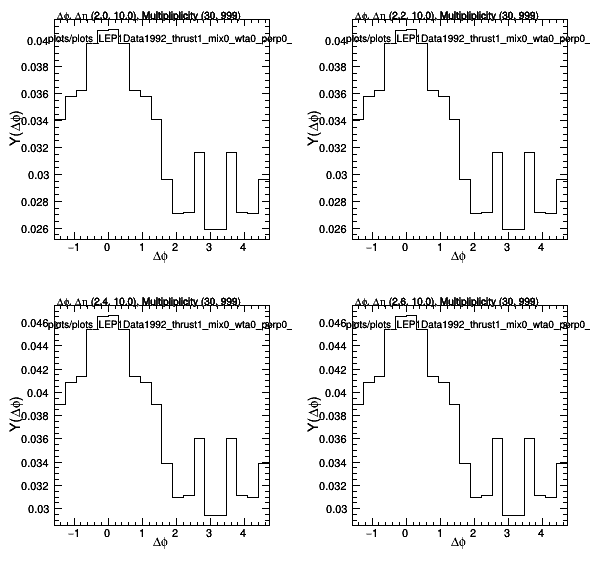 Δφ, Δη (2.0, 10.0), Multipliplicity (30, 999)
plots/plots_LEP1Data1992_thrust1_mix0_wta0_perp0_
Y(Δφ)
0.04
0.038
0.036
0.034
0.032
0.03
0.028
0.026
−1 0 1 2 3 4
Δφ
Δφ, Δη (2.2, 10.0), Multipliplicity (30, 999)
plots/plots_LEP1Data1992_thrust1_mix0_wta0_perp0_
Y(Δφ)
0.04
0.038
0.036
0.034
0.032
0.03
0.028
0.026
−1 0 1 2 3 4
Δφ
Δφ, Δη (2.4, 10.0), Multipliplicity (30, 999)
plots/plots_LEP1Data1992_thrust1_mix0_wta0_perp0_
Y(Δφ)
0.046
0.044
0.042
0.04
0.038
0.036
0.034
0.032
0.03
−1 0 1 2 3 4
Δφ
Δφ, Δη (2.6, 10.0), Multipliplicity (30, 999)
plots/plots_LEP1Data1992_thrust1_mix0_wta0_perp0_
Y(Δφ)
0.046
0.044
0.042
0.04
0.038
0.036
0.034
0.032
0.03
−1 0 1 2 3 4
Δφ